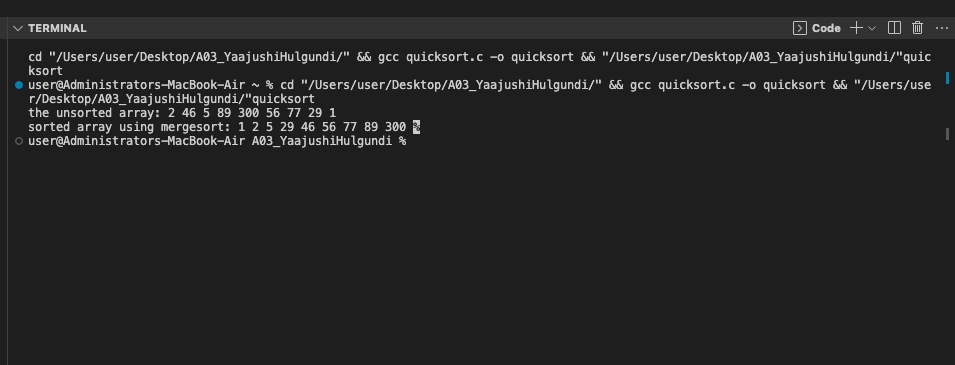 TERMINAL
Code
cd "/Users/user/Desktop/A03_YaajushiHulgundi/" && gcc quicksort.c -o quicksort && "/Users/user/Desktop/A03_YaajushiHulgundi/"quic
ksort
user@Administrators-MacBook-Air ~ % cd "/Users/user/Desktop/A03_YaajushiHulgundi/" && gcc quicksort.c -o quicksort && "/Users/use
r/Desktop/A03_YaajushiHulgundi/"quicksort
the unsorted array: 2 46 5 89 300 56 77 29 1
sorted array using mergesort: 1 2 5 29 46 56 77 89 300 %
user@Administrators-MacBook-Air A03_YaajushiHulgundi %